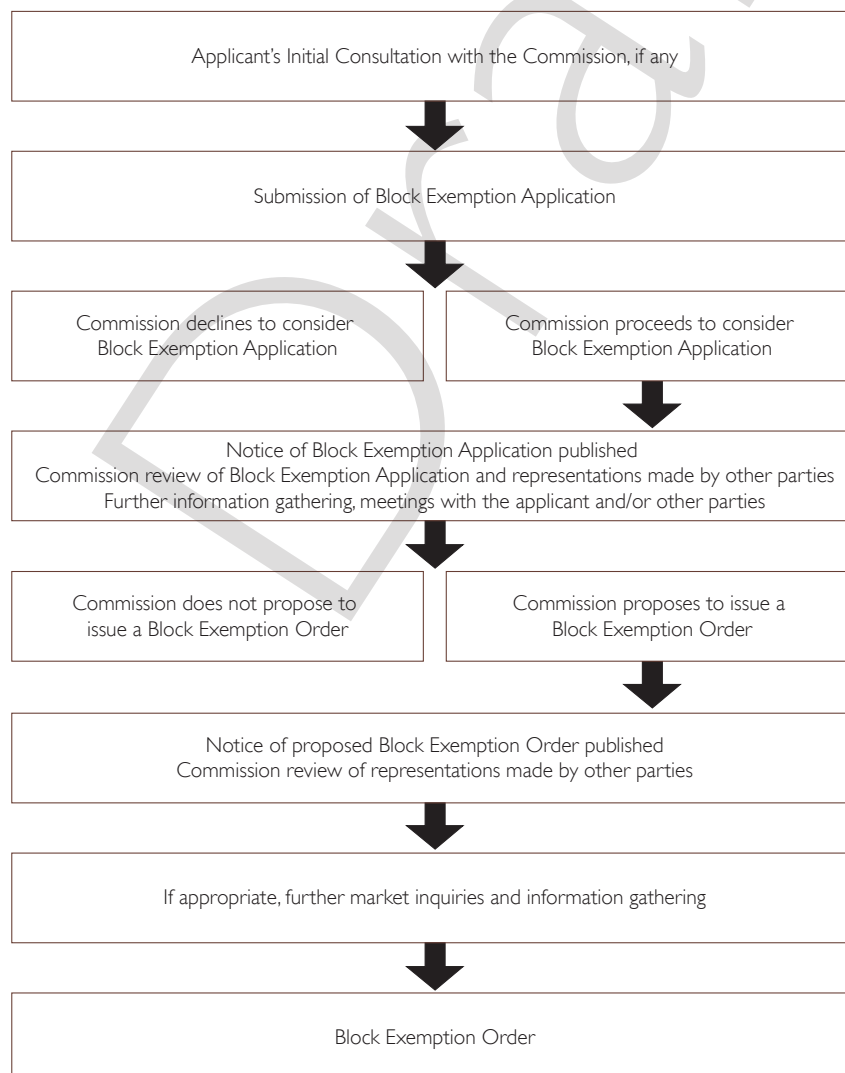 Applicant's Initial Consultation with the Commission, if any
Submission of Block Exemption Application
Commission declines to consider
Block Exemption Application
Commission proceeds to consider
Block Exemption Application
Notice of Block Exemption Application published
Commission review of Block Exemption Application and representations made by other parties
Further information gathering, meetings with the applicant and/or other parties
Commission does not propose to
issue a Block Exemption Order
Commission proposes to issue a
Block Exemption Order
Notice of proposed Block Exemption Order published
Commission review of representations made by other parties
If appropriate, further market inquiries and information gathering
Block Exemption Order
Dra